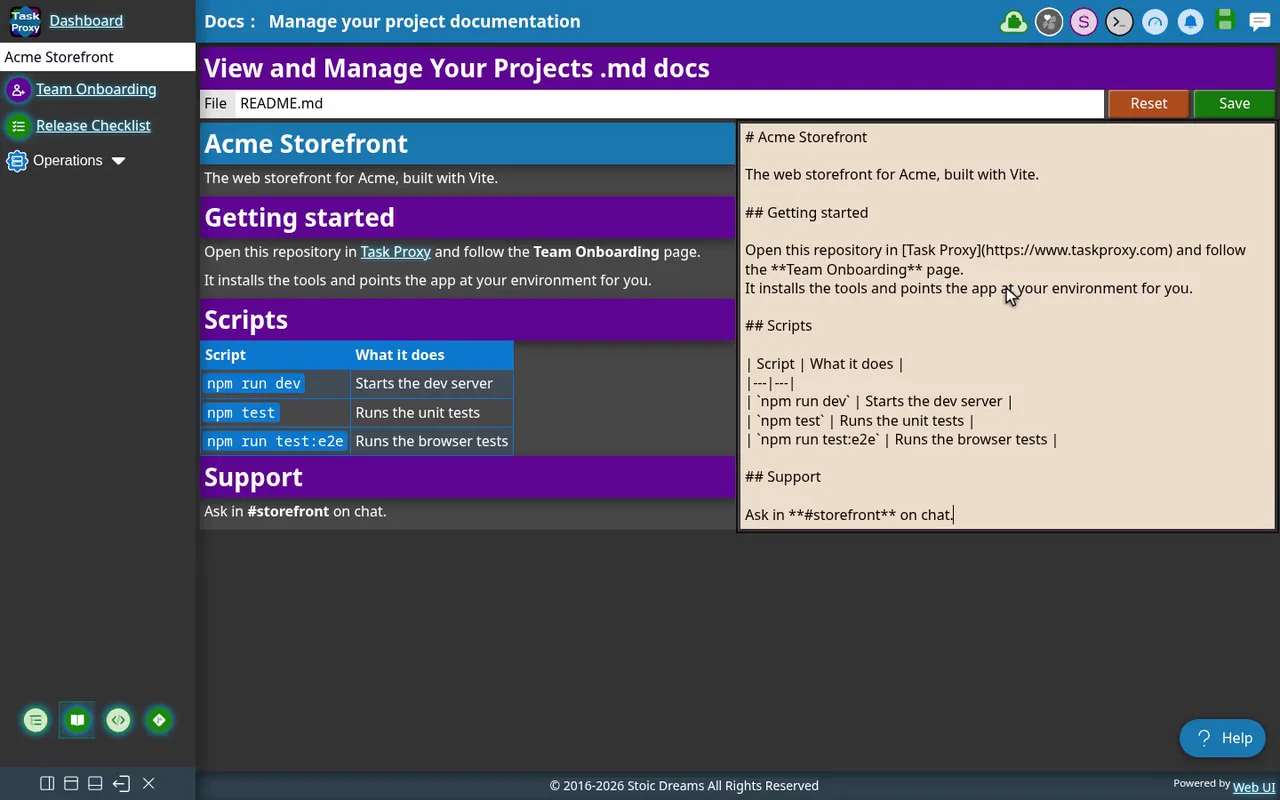 Task Proxy
Dashboard
Docs : Manage your project documentation
S
Acme Storefront
Team Onboarding
Release Checklist
Operations
View and Manage Your Projects .md docs
File README.md
Reset
Save
Acme Storefront
The web storefront for Acme, built with Vite.
Getting started
Open this repository in Task Proxy and follow the Team Onboarding page.
It installs the tools and points the app at your environment for you.
Scripts
Script What it does
npm run dev Starts the dev server
npm test Runs the unit tests
npm run test:e2e Runs the browser tests
Support
Ask in #storefront on chat.
# Acme Storefront
The web storefront for Acme, built with Vite.
## Getting started
Open this repository in [Task Proxy](https://www.taskproxy.com) and follow
the **Team Onboarding** page.
It installs the tools and points the app at your environment for you.
## Scripts
| Script | What it does |
|---|---|
| `npm run dev` | Starts the dev server |
| `npm test` | Runs the unit tests |
| `npm run test:e2e` | Runs the browser tests |
## Support
Ask in **#storefront** on chat.
? Help
© 2016-2026 Stoic Dreams All Rights Reserved
Powered by Web UI